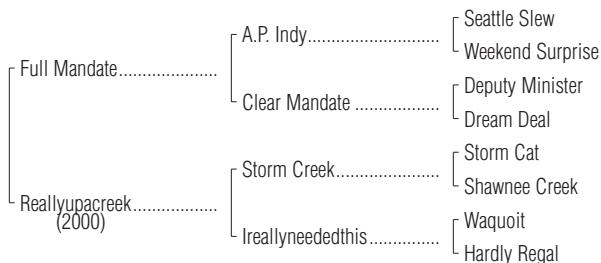 Seattle Slew
A.P. Indy..............................
Weekend Surprise
Full Mandate......................
Deputy Minister
Clear Mandate ...................
Dream Deal
Storm Cat
Storm Creek.......................
Shawnee Creek
Reallyupacreek...................
(2000)
Waquoit
Ireallyneededthis...............
Hardly Regal